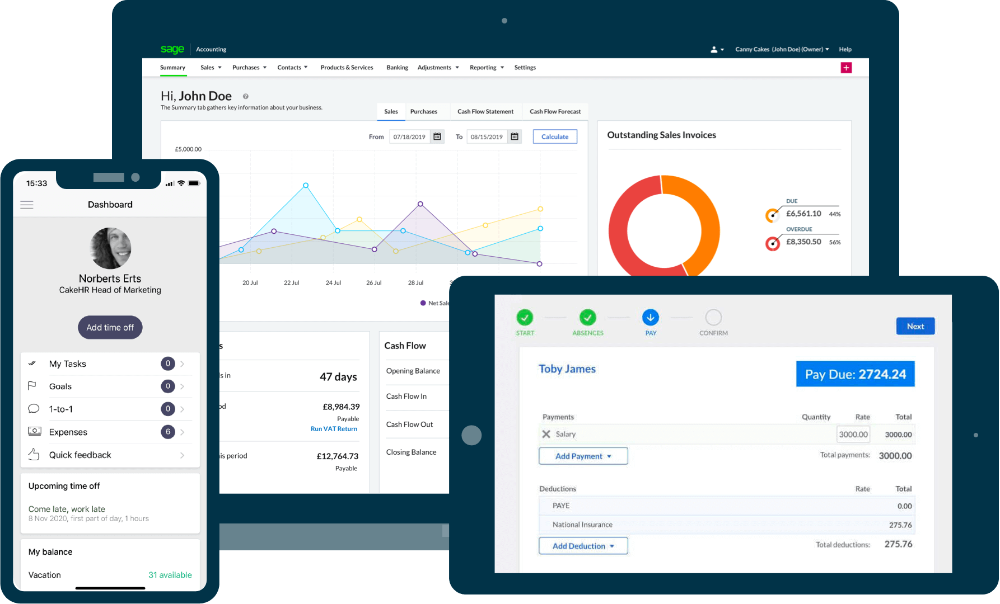 sage Accounting
Canny Cakes (John Doe) (Owner) Help
Summary Sales Purchases Contacts Products & Services Banking Adjustments Reporting Settings
Hi, John Doe
The Summary tab gathers key information about your business.
Sales Purchases Cash Flow Statement Cash Flow Forecast
From 07/18/2019 To 08/15/2019 Calculate
£5,000.00
20 Jul 22 Jul 24 Jul 26 Jul 28 Jul
Net Sale
Outstanding Sales Invoices
DUE
£6,561.10 44%
OVERDUE
£8,350.50 56%
s in 47 days
od £8,984.39
Payable
Run VAT Return
is period £12,764.73
Payable
Cash Flow
Opening Balance
Cash Flow In
Cash Flow Out
Closing Balance
15:33
Dashboard
Norberts Erts
CakeHR Head of Marketing
Add time off
My Tasks 0
Goals 0
1-to-1 0
Expenses 6
Quick feedback
Upcoming time off
Come late, work late
8 Nov 2020, first part of day, 1 hours
My balance
Vacation 31 available
START ABSENCES PAY CONFIRM
Next
Toby James Pay Due: 2724.24
Payments Quantity Rate Total
Salary 3000.00 3000.00
Add Payment Total payments: 3000.00
Deductions Rate Total
PAYE 0.00
National Insurance 275.76
Add Deduction Total deductions: 275.76